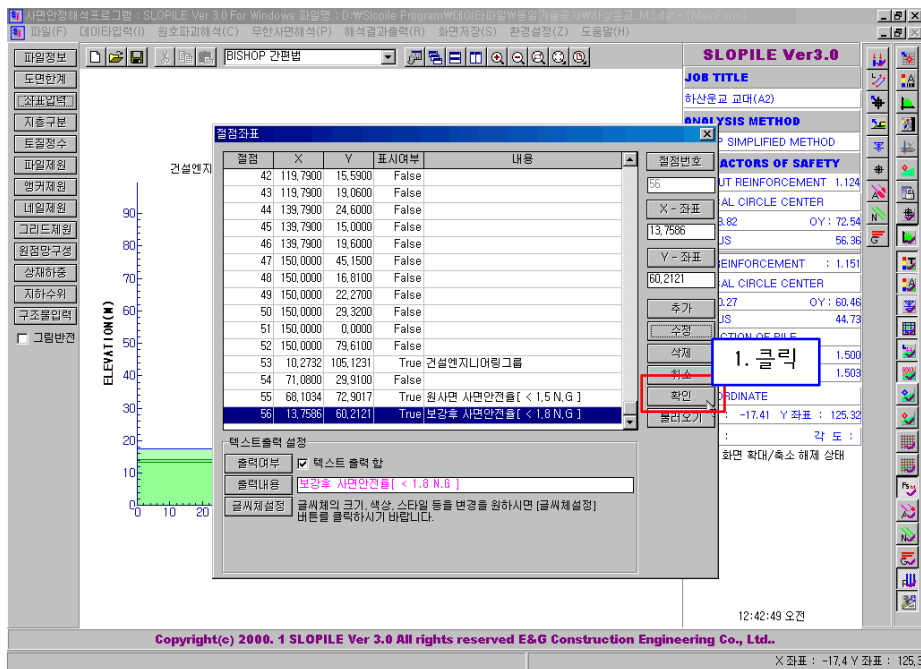 사면안정해석프로그램 : SLOPILE Ver 3.0 For Windows 파일명 : D:\Slopile Program\데이타파일\동일기술공사\하산운교_M3.dat - [MainForm]
파일(F) 데이타입력(I) 원호파괴해석(C) 무한사면해석(P) 해석결과출력(R) 화면저장(S) 환경설정(Z) 도움말(H)
BISHOP 간편법
파일정보
도면한계
좌표입력
지층구분
토질정수
파일제원
앵커제원
네일제원
그리드제원
원점망구성
상재하중
지하수위
구조물입력
그림반전
건설엔지
ELEVATION(M)
90
80
70
60
50
40
30
20
10
0
0 10 20
절점좌표
절점 X Y 표시여부 내용
42 119,7900 15,5900 False
43 119,7900 19,0600 False
44 139,7900 24,6000 False
45 139,7900 15,0000 False
46 139,7900 19,6000 False
47 150,0000 45,1500 False
48 150,0000 16,8100 False
49 150,0000 22,2700 False
50 150,0000 29,3200 False
51 150,0000 0,0000 False
52 150,0000 79,6100 False
53 10,2732 105,1231 True 건설엔지니어링그룹
54 71,0800 29,9100 False
55 68,1034 72,9017 True 원사면 사면안전율[ < 1,5 N,G ]
56 13,7586 60,2121 True 보강후 사면안전율[ < 1,8 N,G ]
절점번호
56
X - 좌표
13,7586
Y - 좌표
60,2121
추가
수정
삭제
취소
확인
불러오기
1. 클릭
텍스트출력 설정
출력여부 텍스트 출력 함
출력내용 보강후 사면안전율[ < 1.8 N.G ]
글씨체설정 글씨체의 크기, 색상, 스타일 등을 변경을 원하시면 [글씨체설정]
버튼를 클릭하시기 바랍니다.
SLOPILE Ver3.0
JOB TITLE
하산운교 교대(A2)
ANALYSIS METHOD
P SIMPLIFIED METHOD
ACTORS OF SAFETY
UT REINFORCEMENT 1.124
AL CIRCLE CENTER
3.82 OY : 72.54
US 56.36
REINFORCEMENT : 1.151
AL CIRCLE CENTER
0.27 OY : 60.46
US 44.73
CTION OF PILE
1.500
1.503
ORDINATE
: -17.41 Y 좌표 : 125.32
: 각 도 :
화면 확대/축소 해제 상태
12:42:49 오전
Copyright(c) 2000. 1 SLOPILE Ver 3.0 All rights reserved E&G Construction Engineering Co., Ltd..
X 좌표 : -17,4 Y 좌표 : 125,3